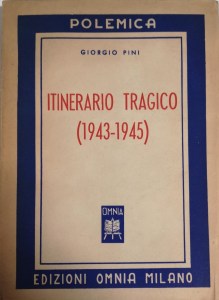 POLEMICA
GIORGIO PINI
ITINERARIO TRAGICO
(1943-1945)
OMNIA
EDIZIONI OMNIA MILANO